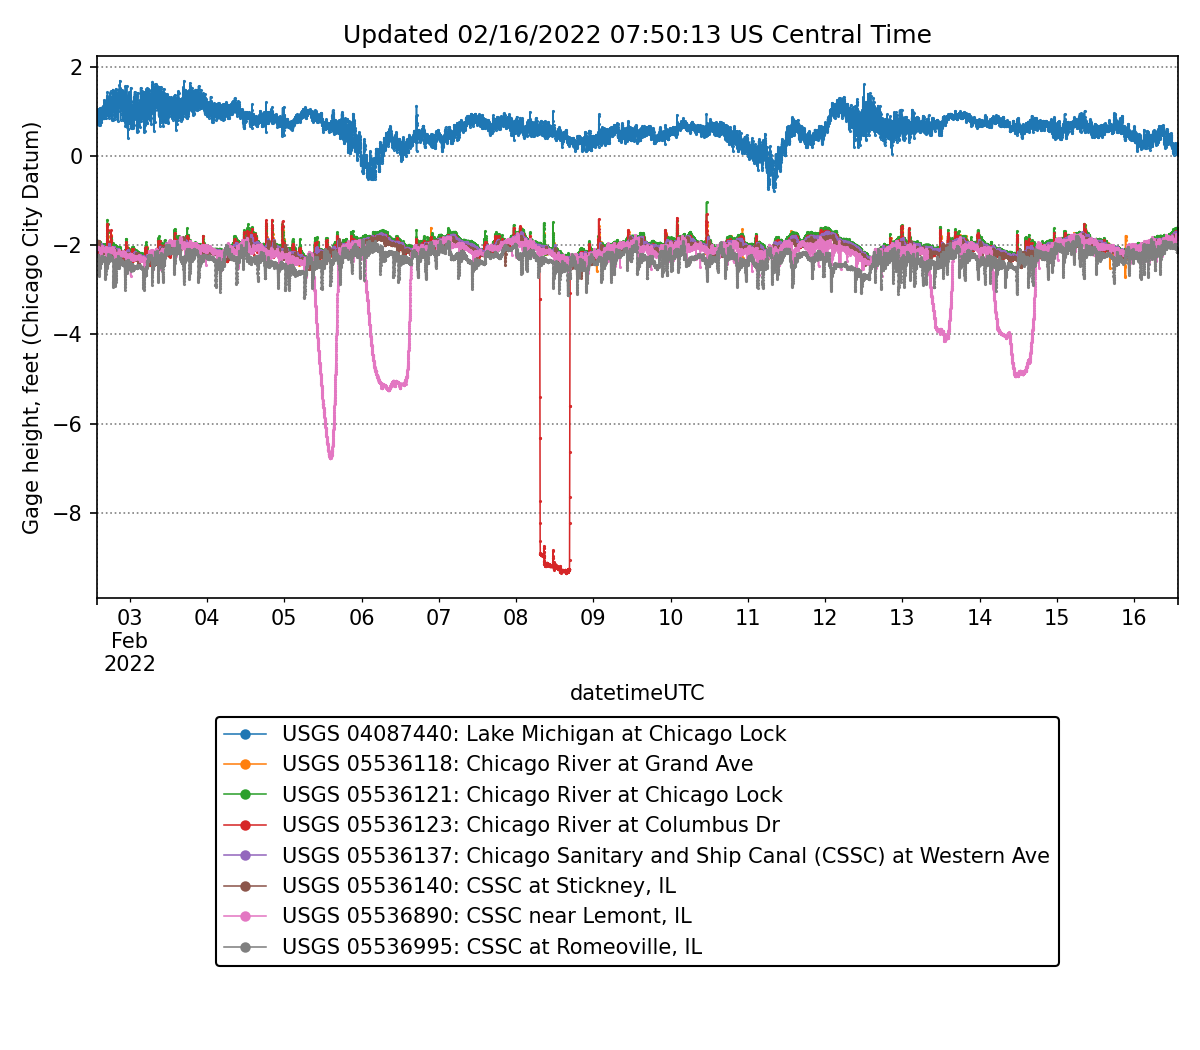 Updated 02/16/2022 07:50:13 US Central Time
Gage height, feet (Chicago City Datum)
2
0
−2
−4
−6
−8
03 04 05 06 07 08 09 10 11 12 13 14 15 16
Feb
2022
datetimeUTC
USGS 04087440: Lake Michigan at Chicago Lock
USGS 05536118: Chicago River at Grand Ave
USGS 05536121: Chicago River at Chicago Lock
USGS 05536123: Chicago River at Columbus Dr
USGS 05536137: Chicago Sanitary and Ship Canal (CSSC) at Western Ave
USGS 05536140: CSSC at Stickney, IL
USGS 05536890: CSSC near Lemont, IL
USGS 05536995: CSSC at Romeoville, IL